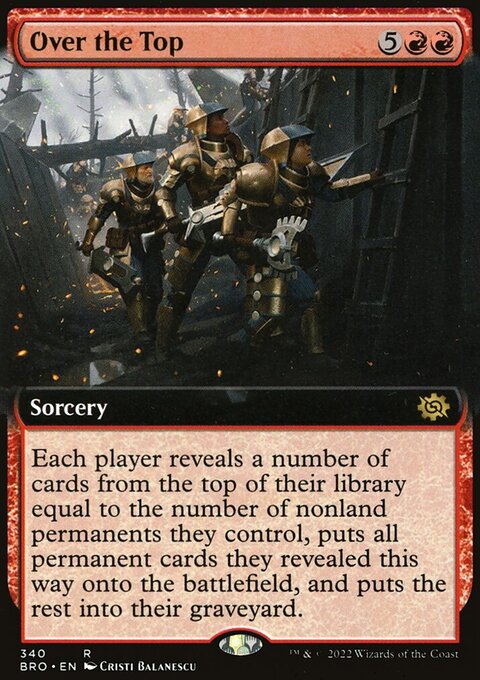 Over the Top 5
Sorcery
Each player reveals a number of
cards from the top of their library
equal to the number of nonland
permanents they control, puts all
permanent cards they revealed this
way onto the battlefield, and puts the
rest into their graveyard.
340 R
BRO • EN Cristi Balanescu
™ & © 2022 Wizards of the Coast